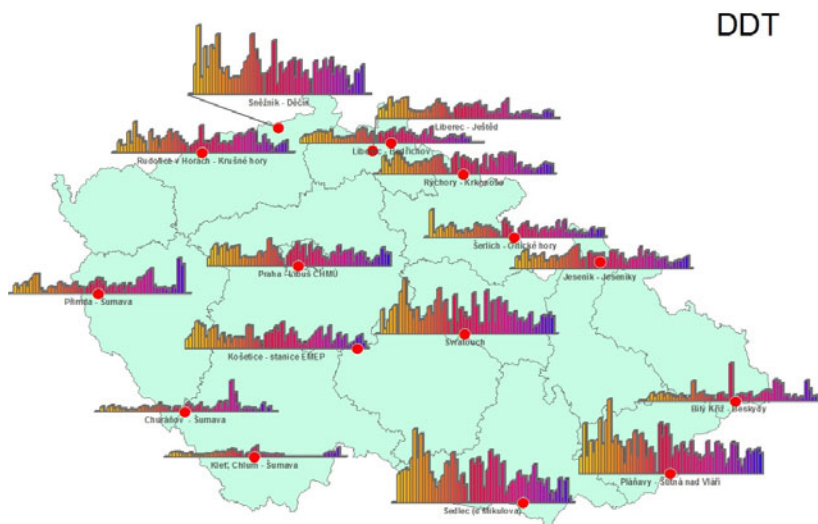 DDT
Sněžník - Děčín
Liberec - Ještěd
Rudolice v Horách - Krušné hory
Liberec - Bedřichov
Rýchory - Krkonoše
Šerlich - Orlické hory
Praha - Libuš ČHMÚ
Jeseník - Jeseníky
Přimda - Šumava
Svratouch
Košetice - stanice EMEP
Bílý Kříž - Beskydy
Churáňov - Šumava
Kleť, Chlum - Šumava
Pláňavy - Štítná nad Vláří
Sedlec (u Mikulova)